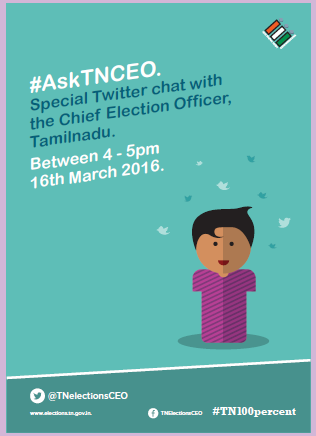 #AskTNCEO.
Special Twitter chat with
the Chief Election Officer,
Tamilnadu.
Between 4 - 5pm
16th March 2016.
@TNelectionsCEO
www.elections.tn.gov.in. TNelectionsCEO #TN100percent